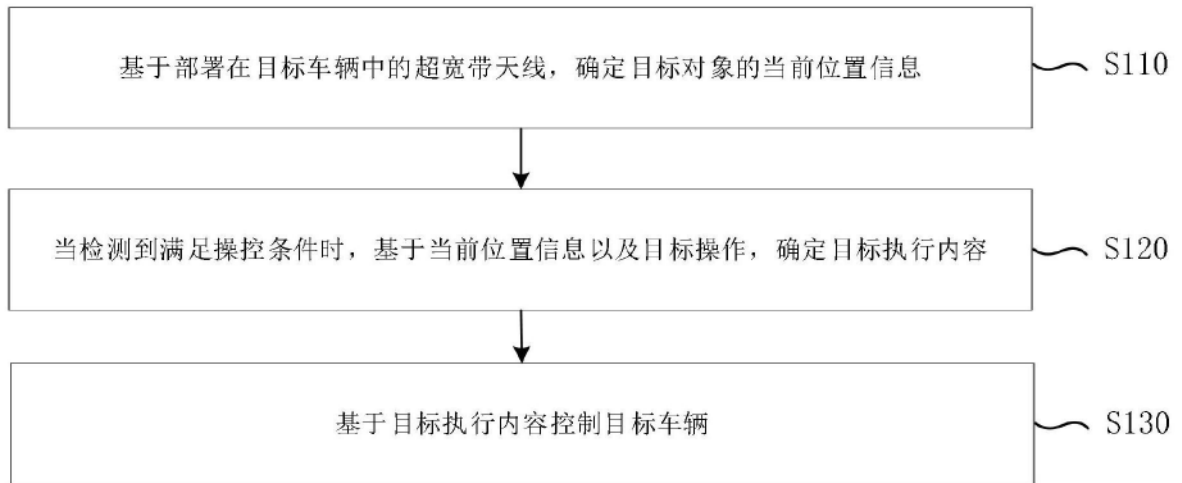 基于部署在目标车辆中的超宽带天线，确定目标对象的当前位置信息
S110
当检测到满足操控条件时，基于当前位置信息以及目标操作，确定目标执行内容
S120
基于目标执行内容控制目标车辆
S130